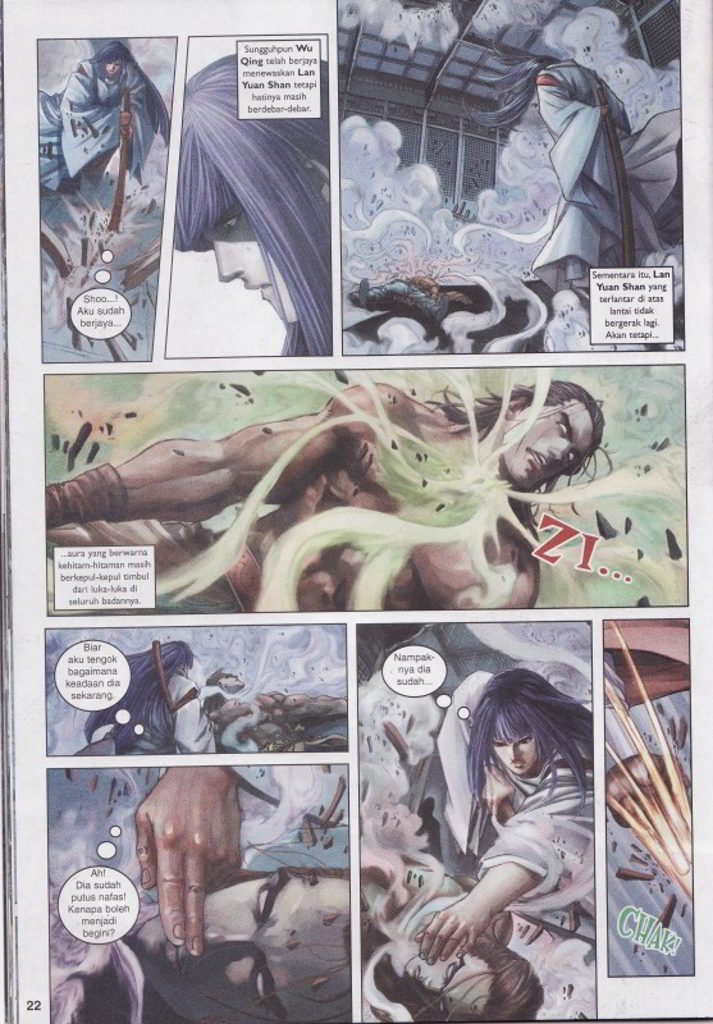 Shoo...!
Aku sudah
berjaya...
Sungguhpun Wu
Qing telah berjaya
menewaskan Lan
Yuan Shan tetapi
hatinya masih
berdebar-debar.
Sementara itu, Lan
Yuan Shan yang
terlantar di atas
lantai tidak
bergerak lagi.
Akan tetapi...
...aura yang berwarna
kehitam-hitaman masih
berkepul-kepul timbul
dari luka-luka di
seluruh badannya.
ZI...
Biar
aku tengok
bagaimana
keadaan dia
sekarang.
Ah!
Dia sudah
putus nafas!
Kenapa boleh
menjadi
begini?
Nampak-
nya dia
sudah...
CHAK!
22